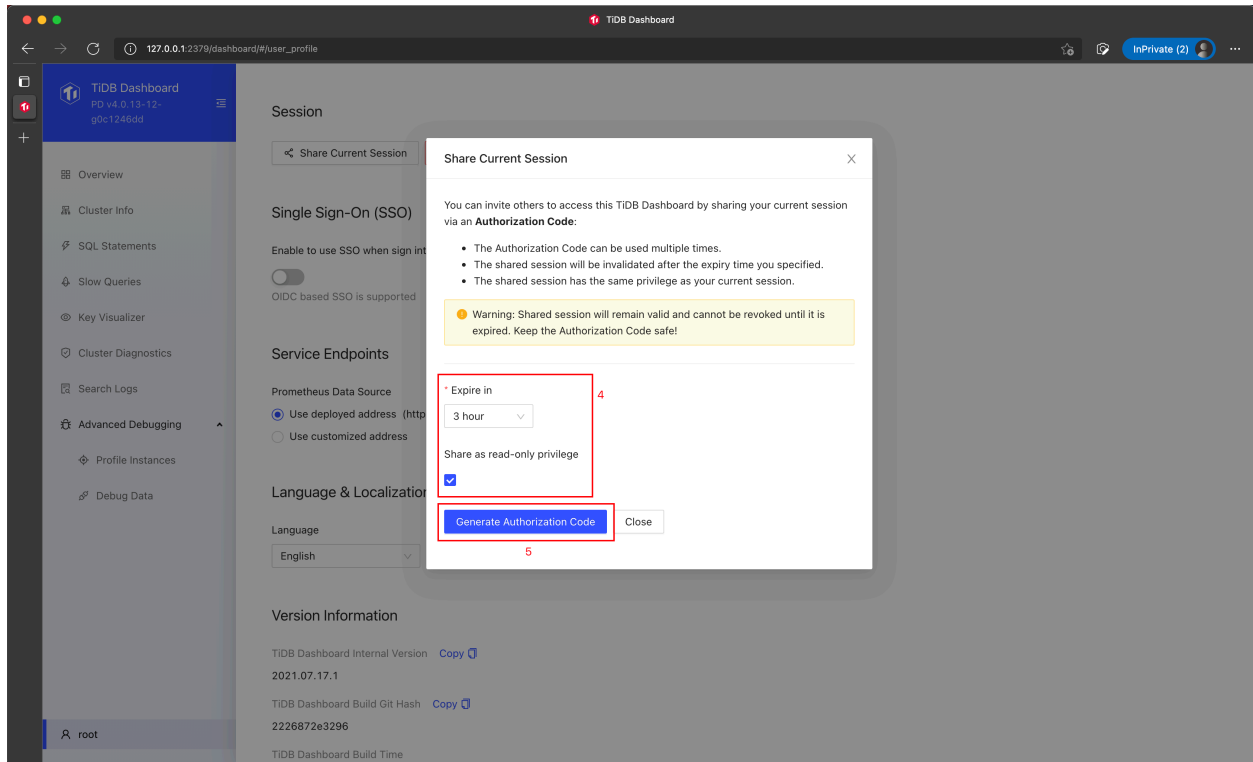 TiDB Dashboard
127.0.0.1:2379/dashboard/#/user_profile
InPrivate (2)
TiDB Dashboard
PD v4.0.13-12-
g0c1246dd
Overview
Cluster Info
SQL Statements
Slow Queries
Key Visualizer
Cluster Diagnostics
Search Logs
Advanced Debugging
Profile Instances
Debug Data
root
Session
Share Current Session
Single Sign-On (SSO)
Enable to use SSO when sign int
OIDC based SSO is supported
Service Endpoints
Prometheus Data Source
Use deployed address (http
Use customized address
Language & Localization
Language
English
Version Information
TiDB Dashboard Internal Version Copy
2021.07.17.1
TiDB Dashboard Build Git Hash Copy
2226872e3296
TiDB Dashboard Build Time
Share Current Session
You can invite others to access this TiDB Dashboard by sharing your current session
via an Authorization Code:
• The Authorization Code can be used multiple times.
• The shared session will be invalidated after the expiry time you specified.
• The shared session has the same privilege as your current session.
Warning: Shared session will remain valid and cannot be revoked until it is
expired. Keep the Authorization Code safe!
* Expire in
4
3 hour
Share as read-only privilege
Generate Authorization Code Close
5